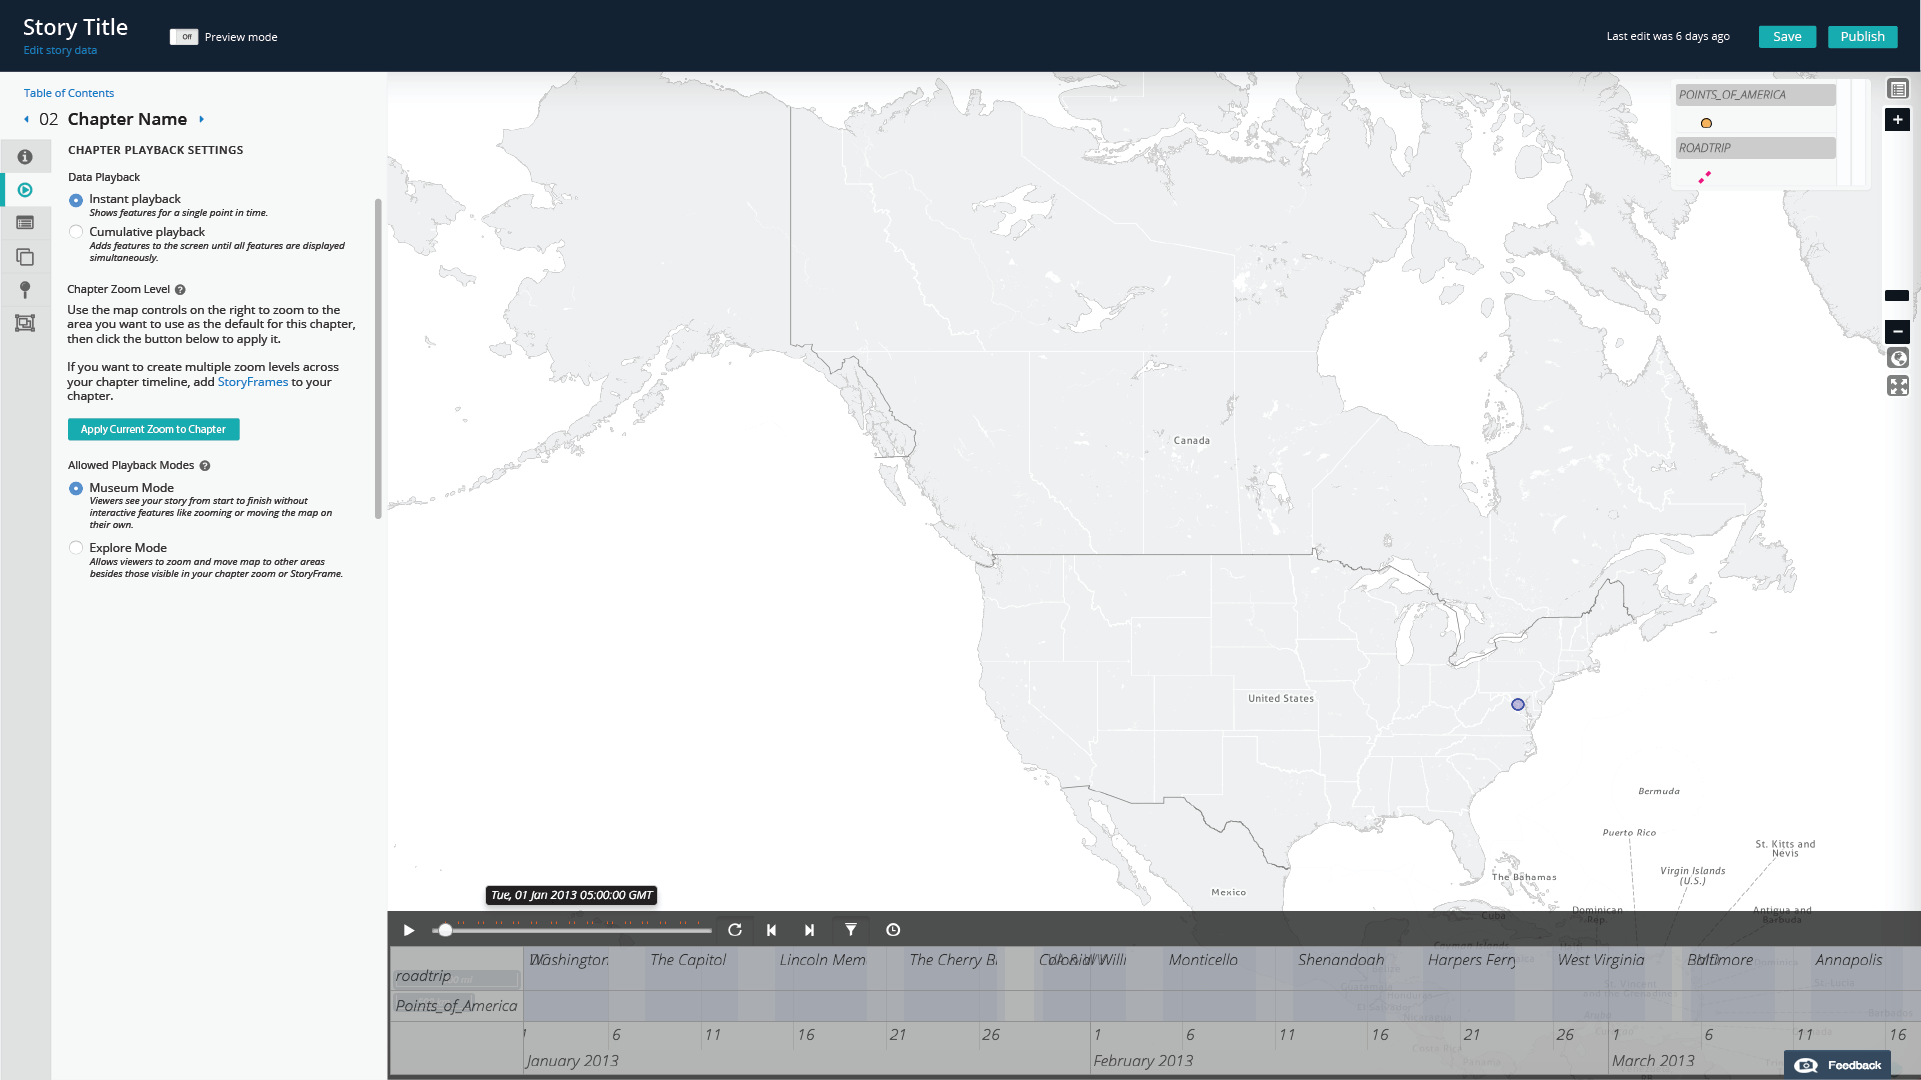 Story Title
Edit story data
Off
Preview mode
Last edit was 6 days ago
Save
Publish
Table of Contents
02 Chapter Name
CHAPTER PLAYBACK SETTINGS
Data Playback
Instant playback
Shows features for a single point in time.
Cumulative playback
Adds features to the screen until all features are displayed
simultaneously.
Chapter Zoom Level
Use the map controls on the right to zoom to the
area you want to use as the default for this chapter,
then click the button below to apply it.
If you want to create multiple zoom levels across
your chapter timeline, add StoryFrames to your
chapter.
Apply Current Zoom to Chapter
Allowed Playback Modes
Museum Mode
Viewers see your story from start to finish without
interactive features like zooming or moving the map on
their own.
Explore Mode
Allows viewers to zoom and move map to other areas
besides those visible in your chapter zoom or StoryFrame.
POINTS_OF_AMERICA
ROADTRIP
Canada
United States
Bermuda
Puerto Rico
St. Kitts and
Nevis
Virgin Islands
(U.S.)
The Bahamas
Mexico
Cuba
Dominican
Rep.
Antigua and
Barbuda
Cayman Islands
Tue, 01 Jan 2013 05:00:00 GMT
roadtrip
Washington
The Capitol
Lincoln Mem
The Cherry Bl
Colonial Willi
Monticello
Shenandoah
Harpers Ferry
West Virginia
Baltimore
Annapolis
Points_of_America
1 6 11 16 21 26 1 6 11 16 21 26 1 6 11 16
January 2013
February 2013
March 2013
Feedback